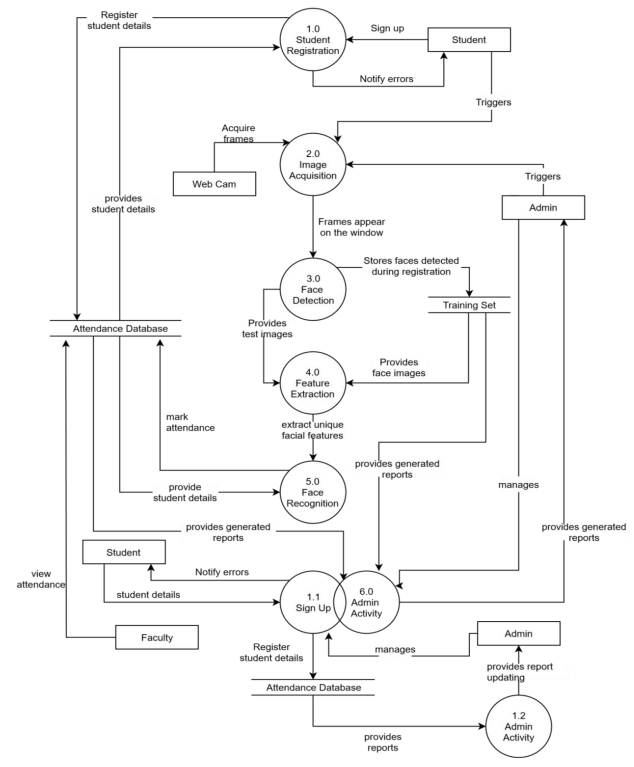 Register
student details
1.0
Student
Registration
Sign up
Student
Notify errors
Triggers
Acquire
frames
2.0
Image
Acquisition
Web Cam
Triggers
Admin
provides
student details
Frames appear
on the window
3.0
Face
Detection
Stores faces detected
during registration
Training Set
Attendance Database
Provides
test images
Provides
face images
4.0
Feature
Extraction
mark
attendance
extract unique
facial features
provides generated
reports
5.0
Face
Recognition
provide
student details
manages
provides generated
reports
provides generated
reports
Student
Notify errors
view
attendance
student details
1.1
Sign Up
6.0
Admin
Activity
Faculty
Register
student details
manages
Admin
provides report
updating
Attendance Database
1.2
Admin
Activity
provides
reports